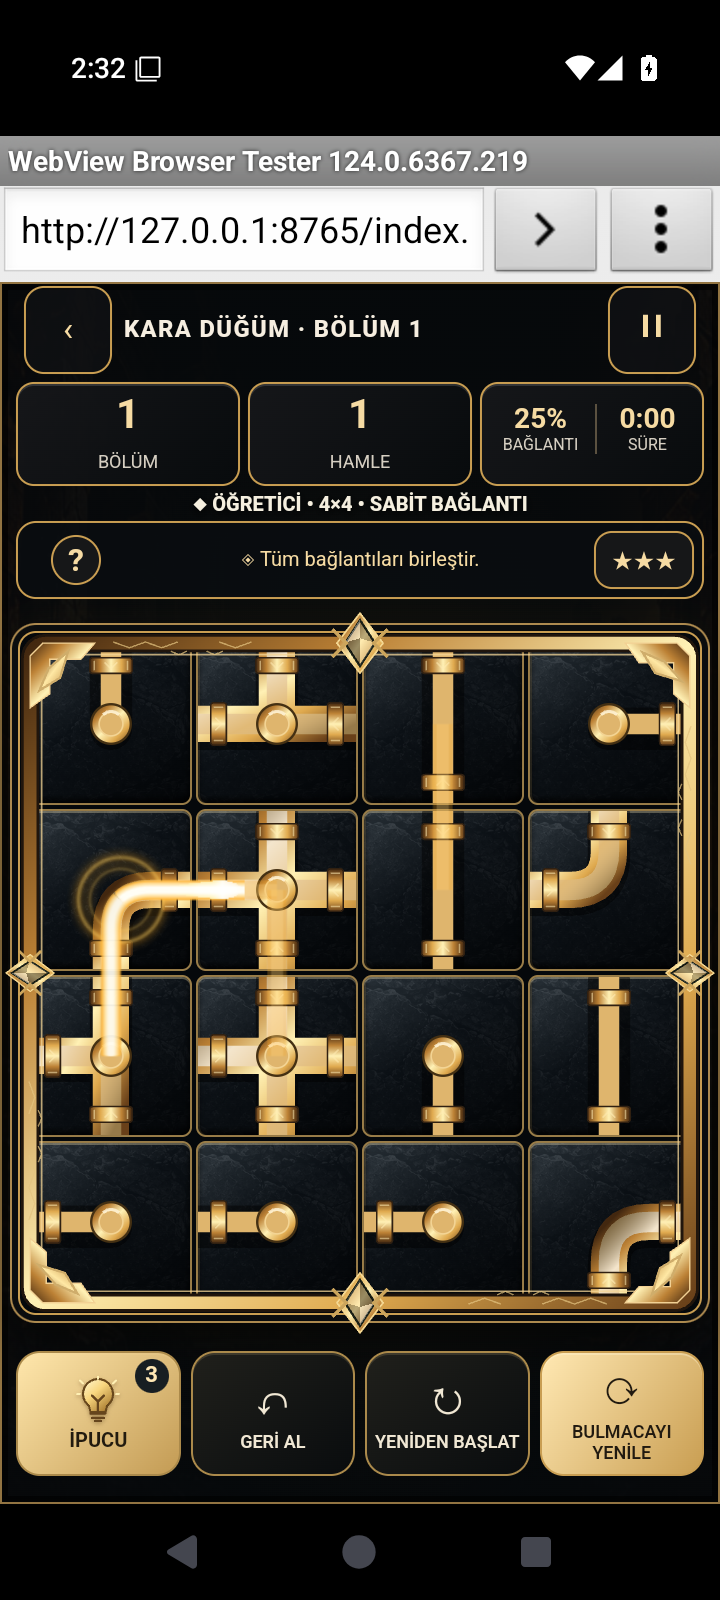 2:32
WebView Browser Tester 124.0.6367.219
http://127.0.0.1:8765/index.
‹ KARA DÜĞÜM · BÖLÜM 1
1
BÖLÜM
1
HAMLE
25%
BAĞLANTI
0:00
SÜRE
◆ ÖĞRETİCİ • 4×4 • SABİT BAĞLANTI
?
◈ Tüm bağlantıları birleştir.
★★★
3
İPUCU
GERİ AL
YENİDEN BAŞLAT
BULMACAYI
YENİLE